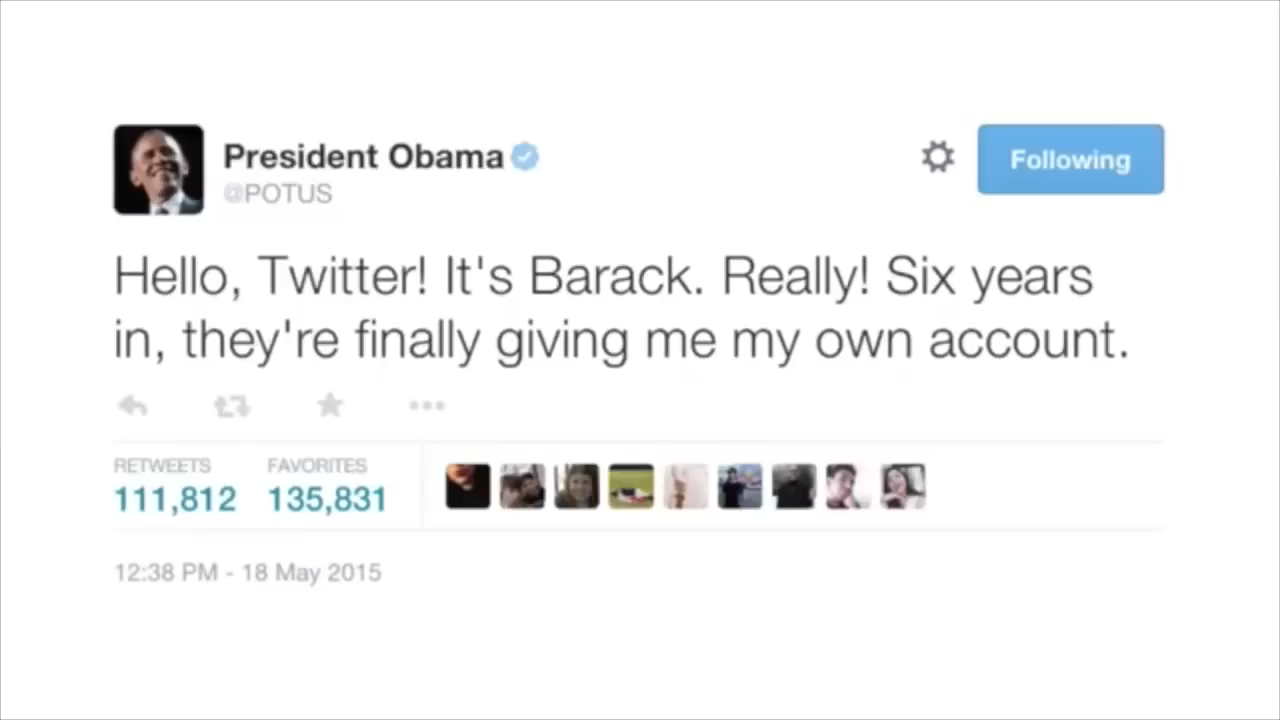 President Obama
@POTUS
Following
Hello, Twitter! It's Barack. Really! Six years
in, they're finally giving me my own account.
RETWEETS FAVORITES
111,812 135,831
12:38 PM - 18 May 2015